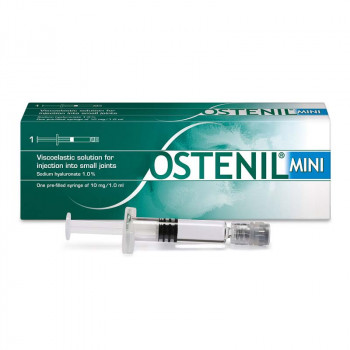 1
Viscoelastic solution for
injection into small joints
Sodium hyaluronate 1.0%
One pre-filled syringe of 10 mg/1.0 ml
OSTENIL® MINI